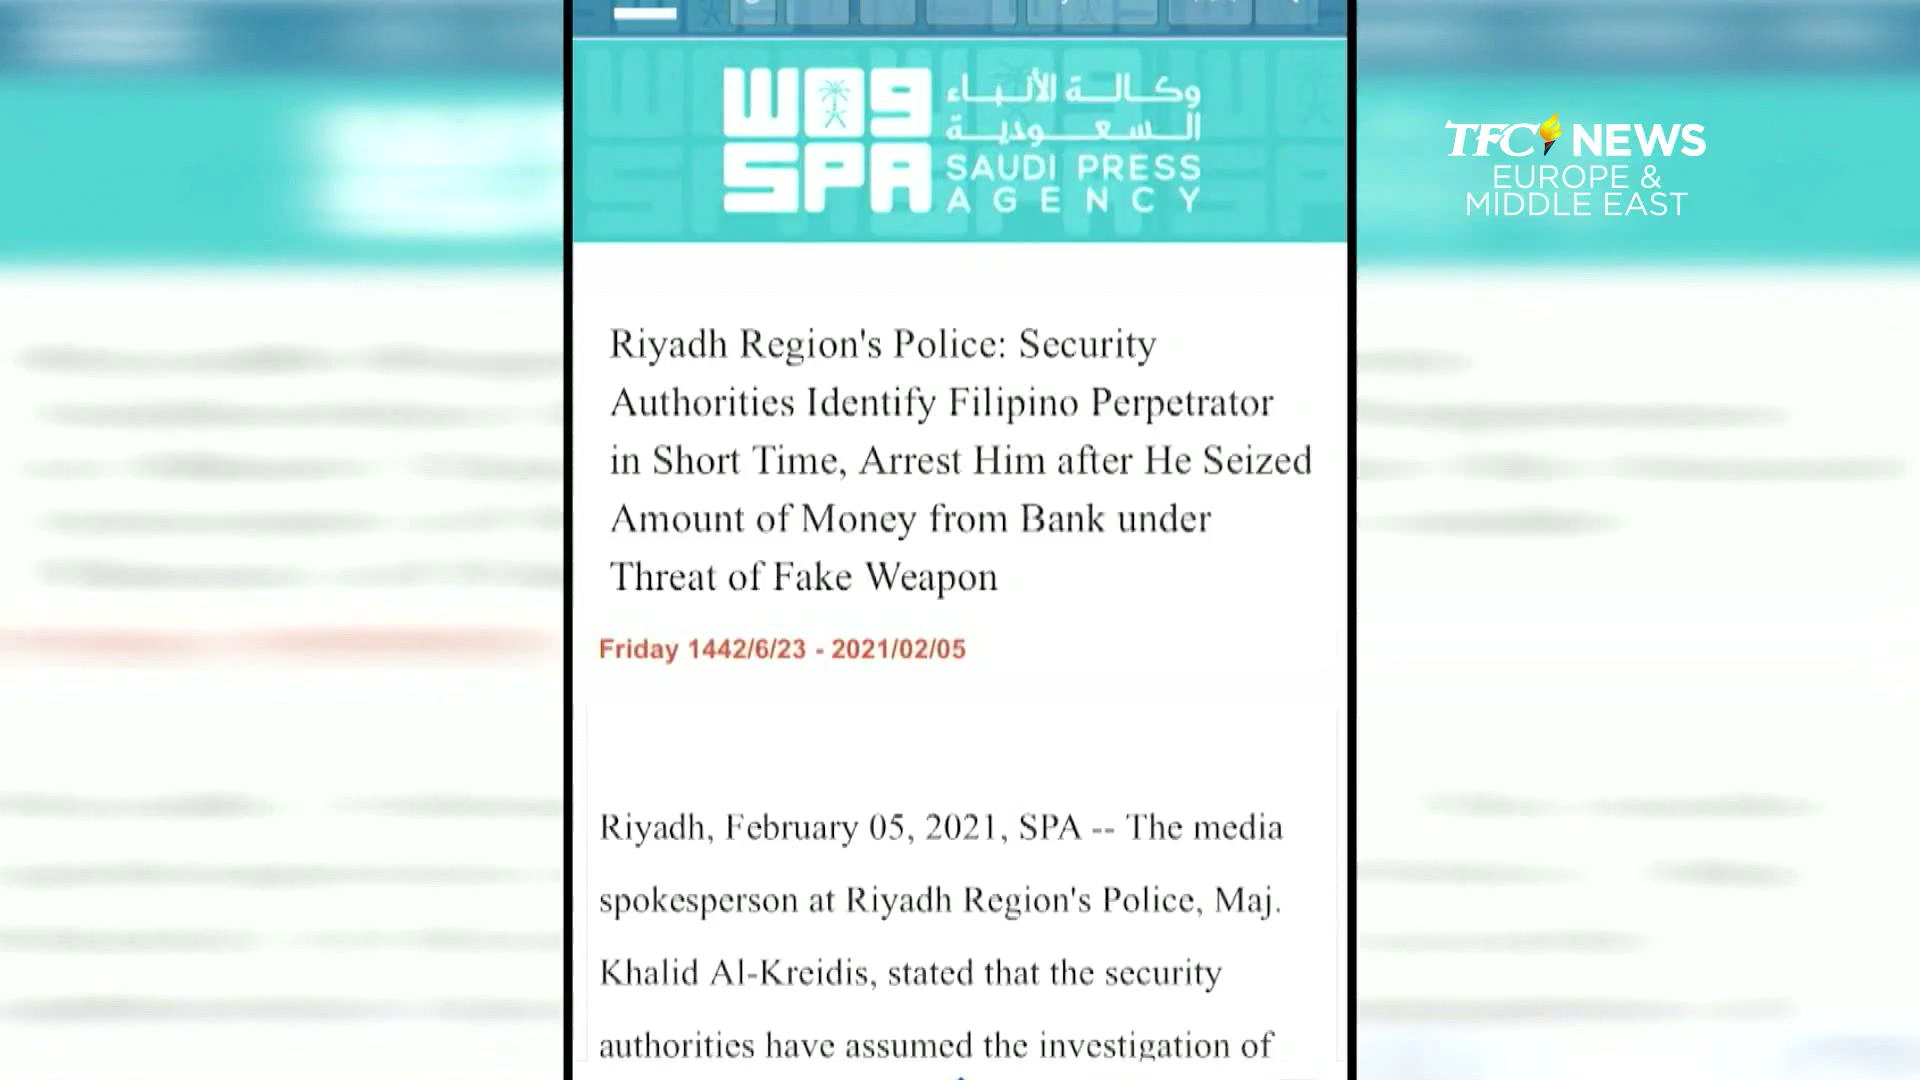 واس
SPA
وكالة الأنباء
السعودية
SAUDI PRESS
AGENCY
TFC NEWS
EUROPE &
MIDDLE EAST
Riyadh Region's Police: Security
Authorities Identify Filipino Perpetrator
in Short Time, Arrest Him after He Seized
Amount of Money from Bank under
Threat of Fake Weapon
Friday 1442/6/23 - 2021/02/05
Riyadh, February 05, 2021, SPA -- The media
spokesperson at Riyadh Region's Police, Maj.
Khalid Al-Kreidis, stated that the security
authorities have assumed the investigation of